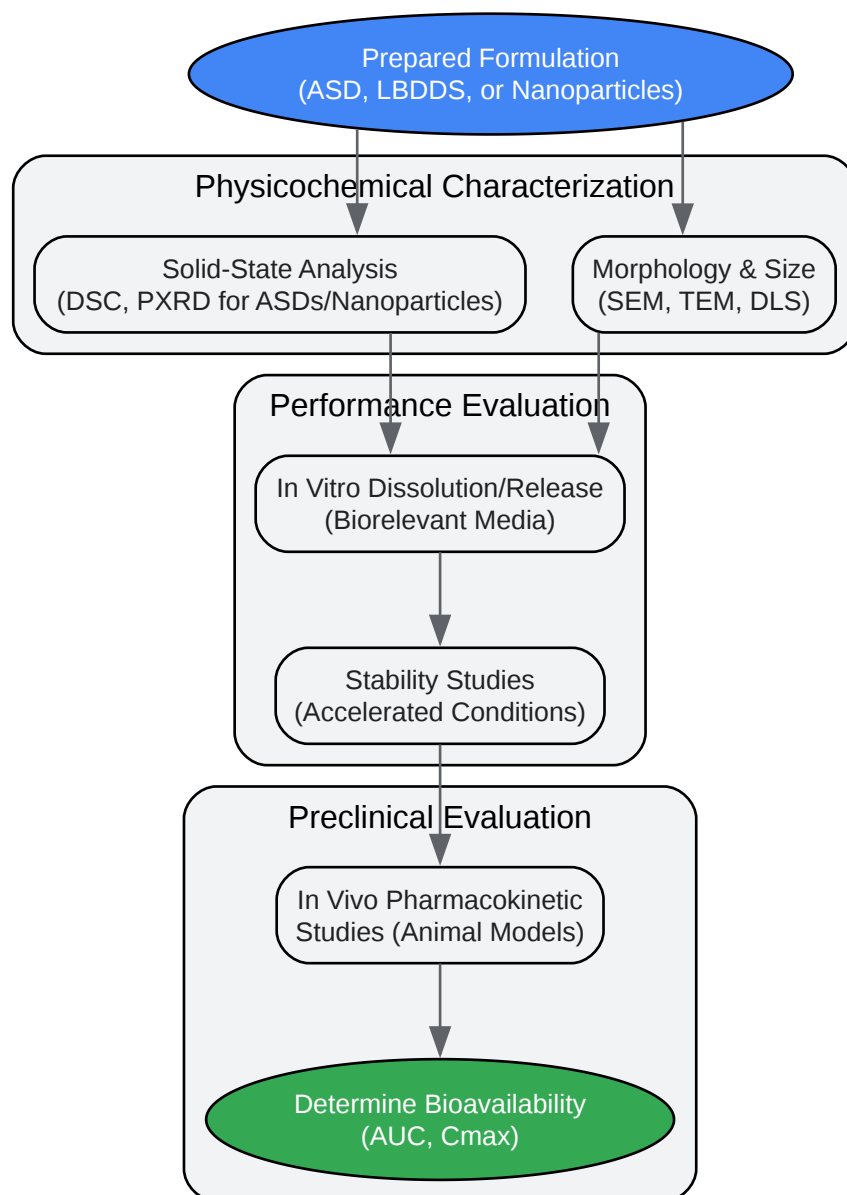 Prepared Formulation
(ASD, LBDDS, or Nanoparticles)
Physicochemical Characterization
Solid-State Analysis
(DSC, PXRD for ASDs/Nanoparticles)
Morphology & Size
(SEM, TEM, DLS)
Performance Evaluation
In Vitro Dissolution/Release
(Biorelevant Media)
Stability Studies
(Accelerated Conditions)
Preclinical Evaluation
In Vivo Pharmacokinetic
Studies (Animal Models)
Determine Bioavailability
(AUC, Cmax)